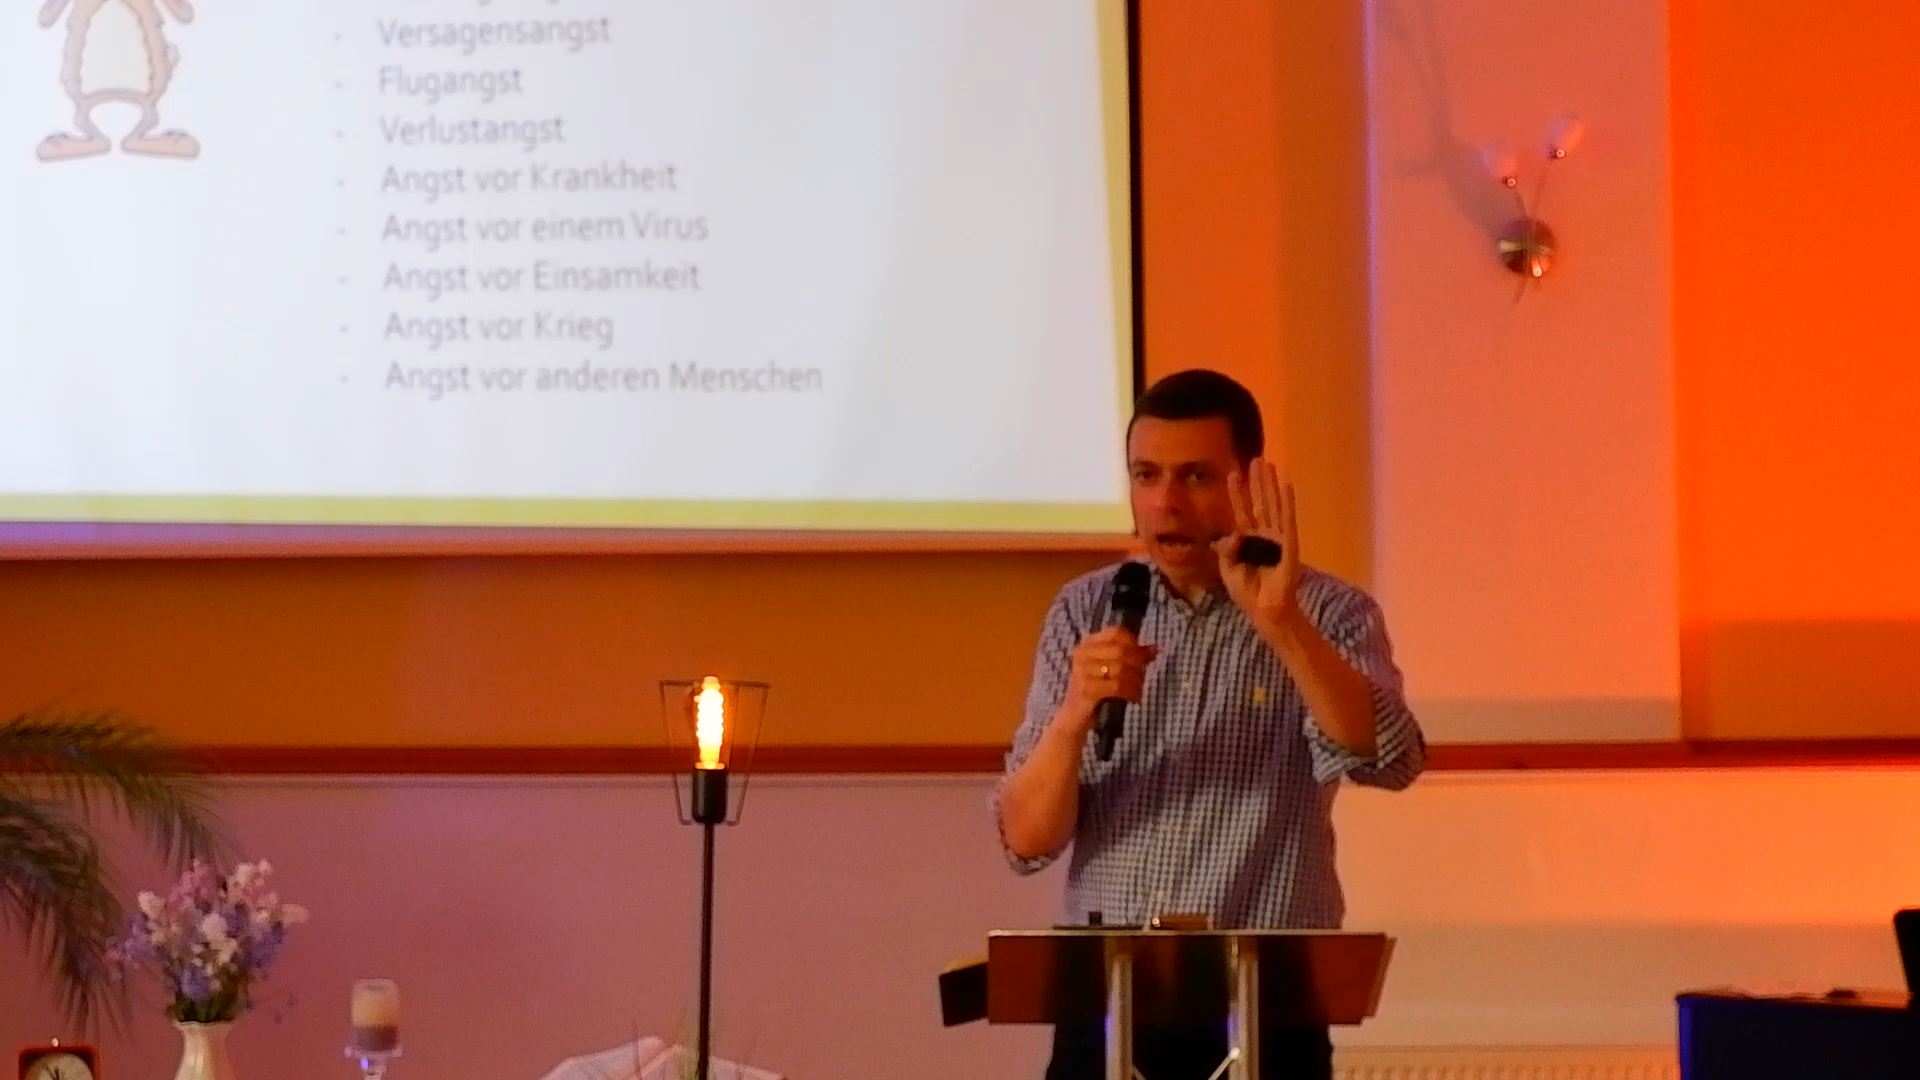 - Versagensangst
- Flugangst
- Verlustangst
- Angst vor Krankheit
- Angst vor einem Virus
- Angst vor Einsamkeit
- Angst vor Krieg
- Angst vor anderen Menschen